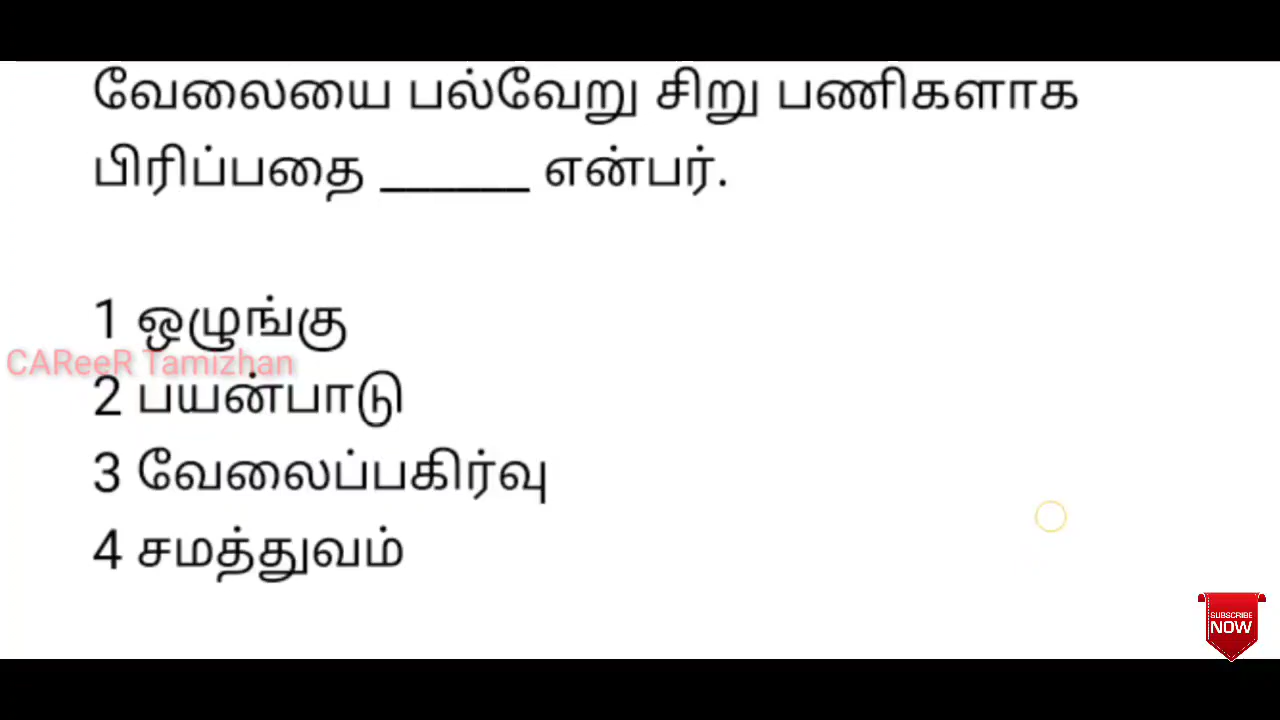 வேலையை பல்வேறு சிறு பணிகளாக
பிரிப்பதை ______ என்பர்.
1 ஒழுங்கு
CAReeR Tamizhan
2 பயன்பாடு
3 வேலைப்பகிர்வு
4 சமத்துவம்
SUBSCRIBE
NOW